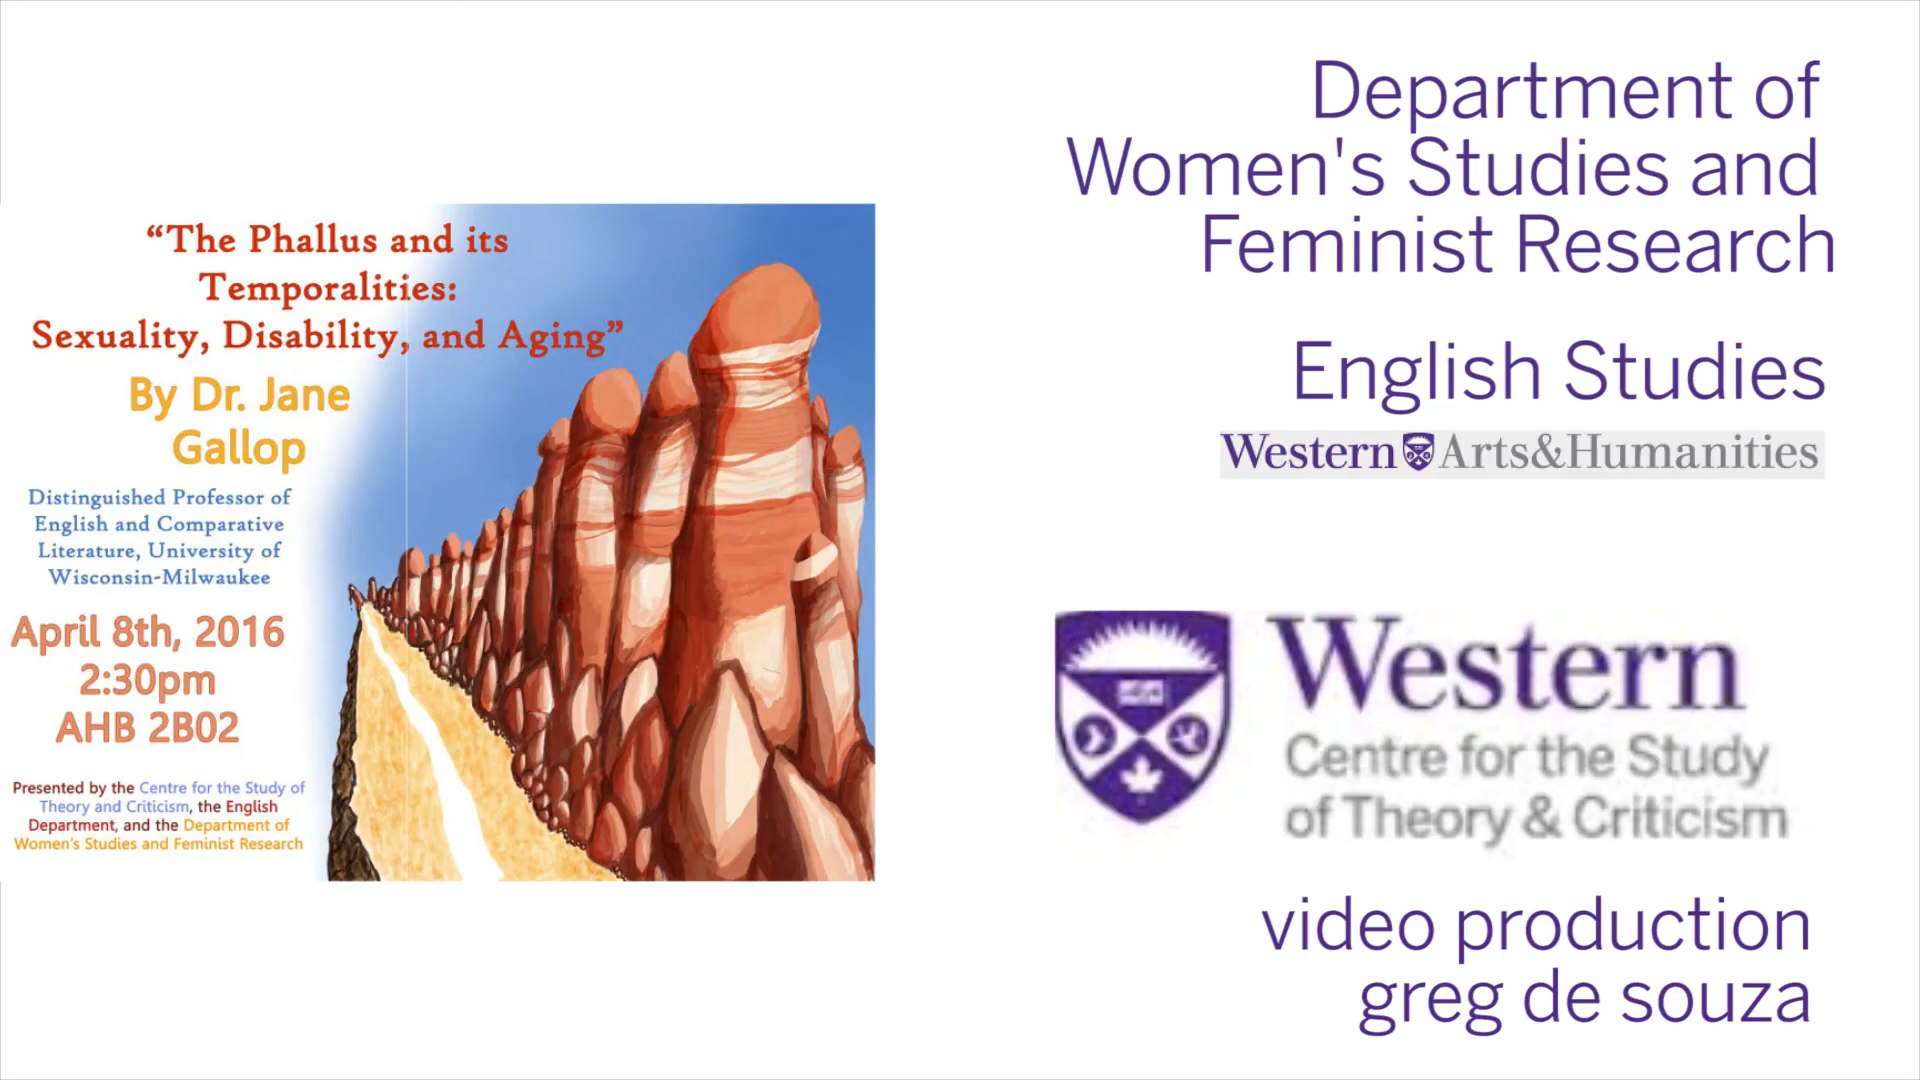 “The Phallus and its
Temporalities:
Sexuality, Disability, and Aging”
By Dr. Jane
Gallop
Distinguished Professor of
English and Comparative
Literature, University of
Wisconsin-Milwaukee
April 8th, 2016
2:30pm
AHB 2B02
Presented by the Centre for the Study of
Theory and Criticism, the English
Department, and the Department of
Women's Studies and Feminist Research
Department of
Women's Studies and
Feminist Research
English Studies
Western Arts&Humanities
Western
Centre for the Study
of Theory & Criticism
video production
greg de souza